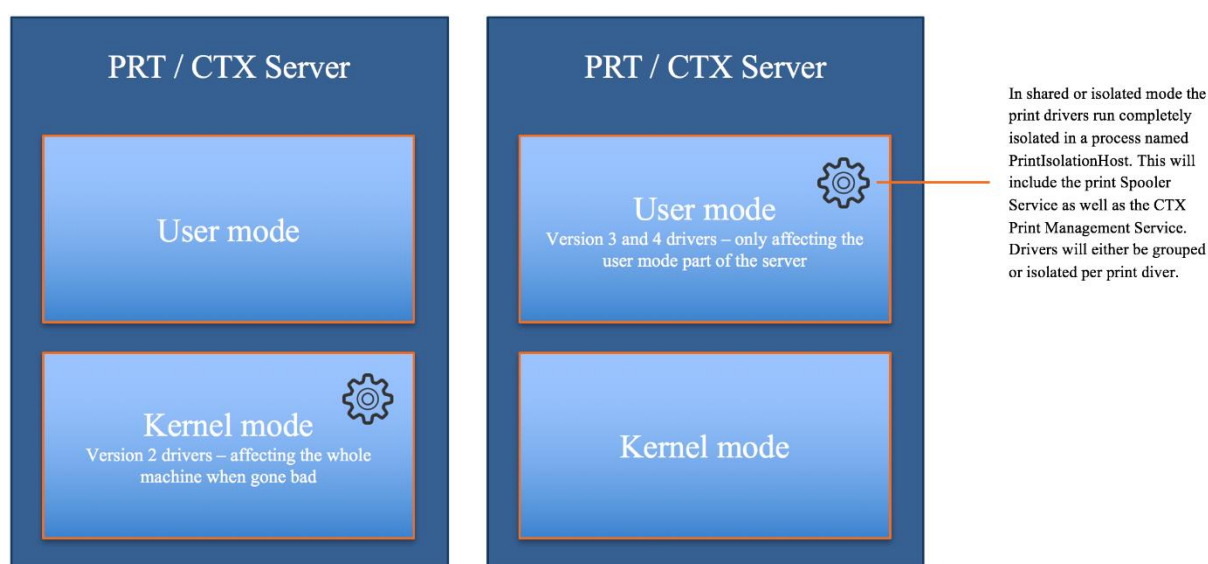 PRT / CTX Server
User mode
Kernel mode
Version 2 drivers – affecting the whole
machine when gone bad
PRT / CTX Server
User mode
Version 3 and 4 drivers – only affecting the
user mode part of the server
Kernel mode
In shared or isolated mode the
print drivers run completely
isolated in a process named
PrintIsolationHost. This will
include the print Spooler
Service as well as the CTX
Print Management Service.
Drivers will either be grouped
or isolated per print diver.